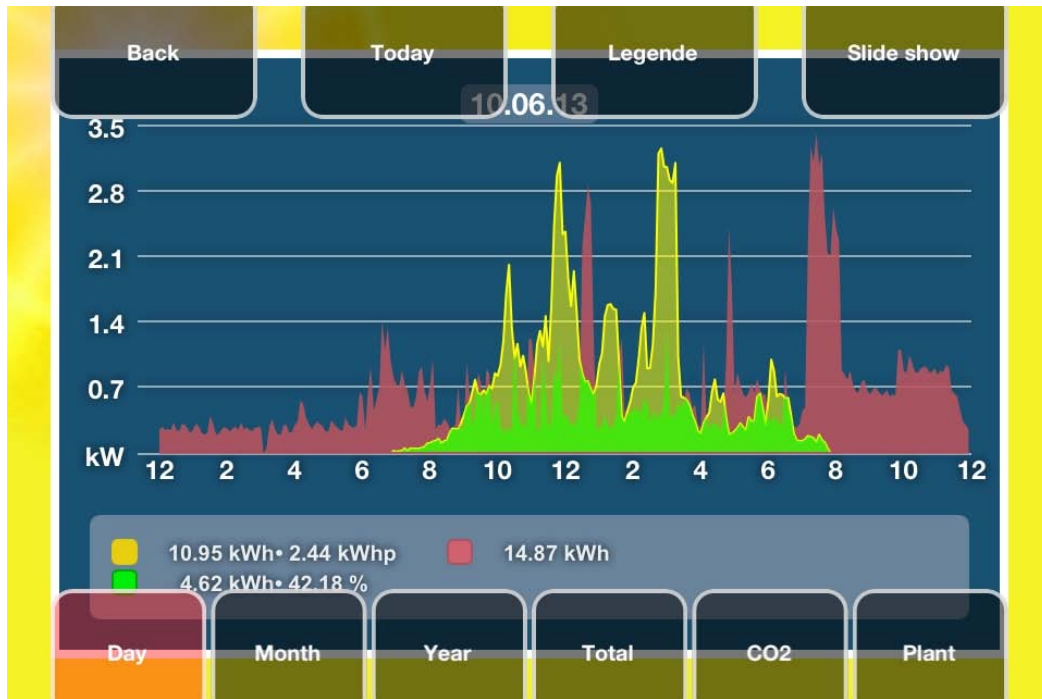 Back Today Legende Slide show
10.06.13
3.5
2.8
2.1
1.4
0.7
kW
12 2 4 6 8 10 12 2 4 6 8 10 12
10.95 kWh• 2.44 kWhp 14.87 kWh
4.62 kWh• 42.18 %
Day Month Year Total CO2 Plant